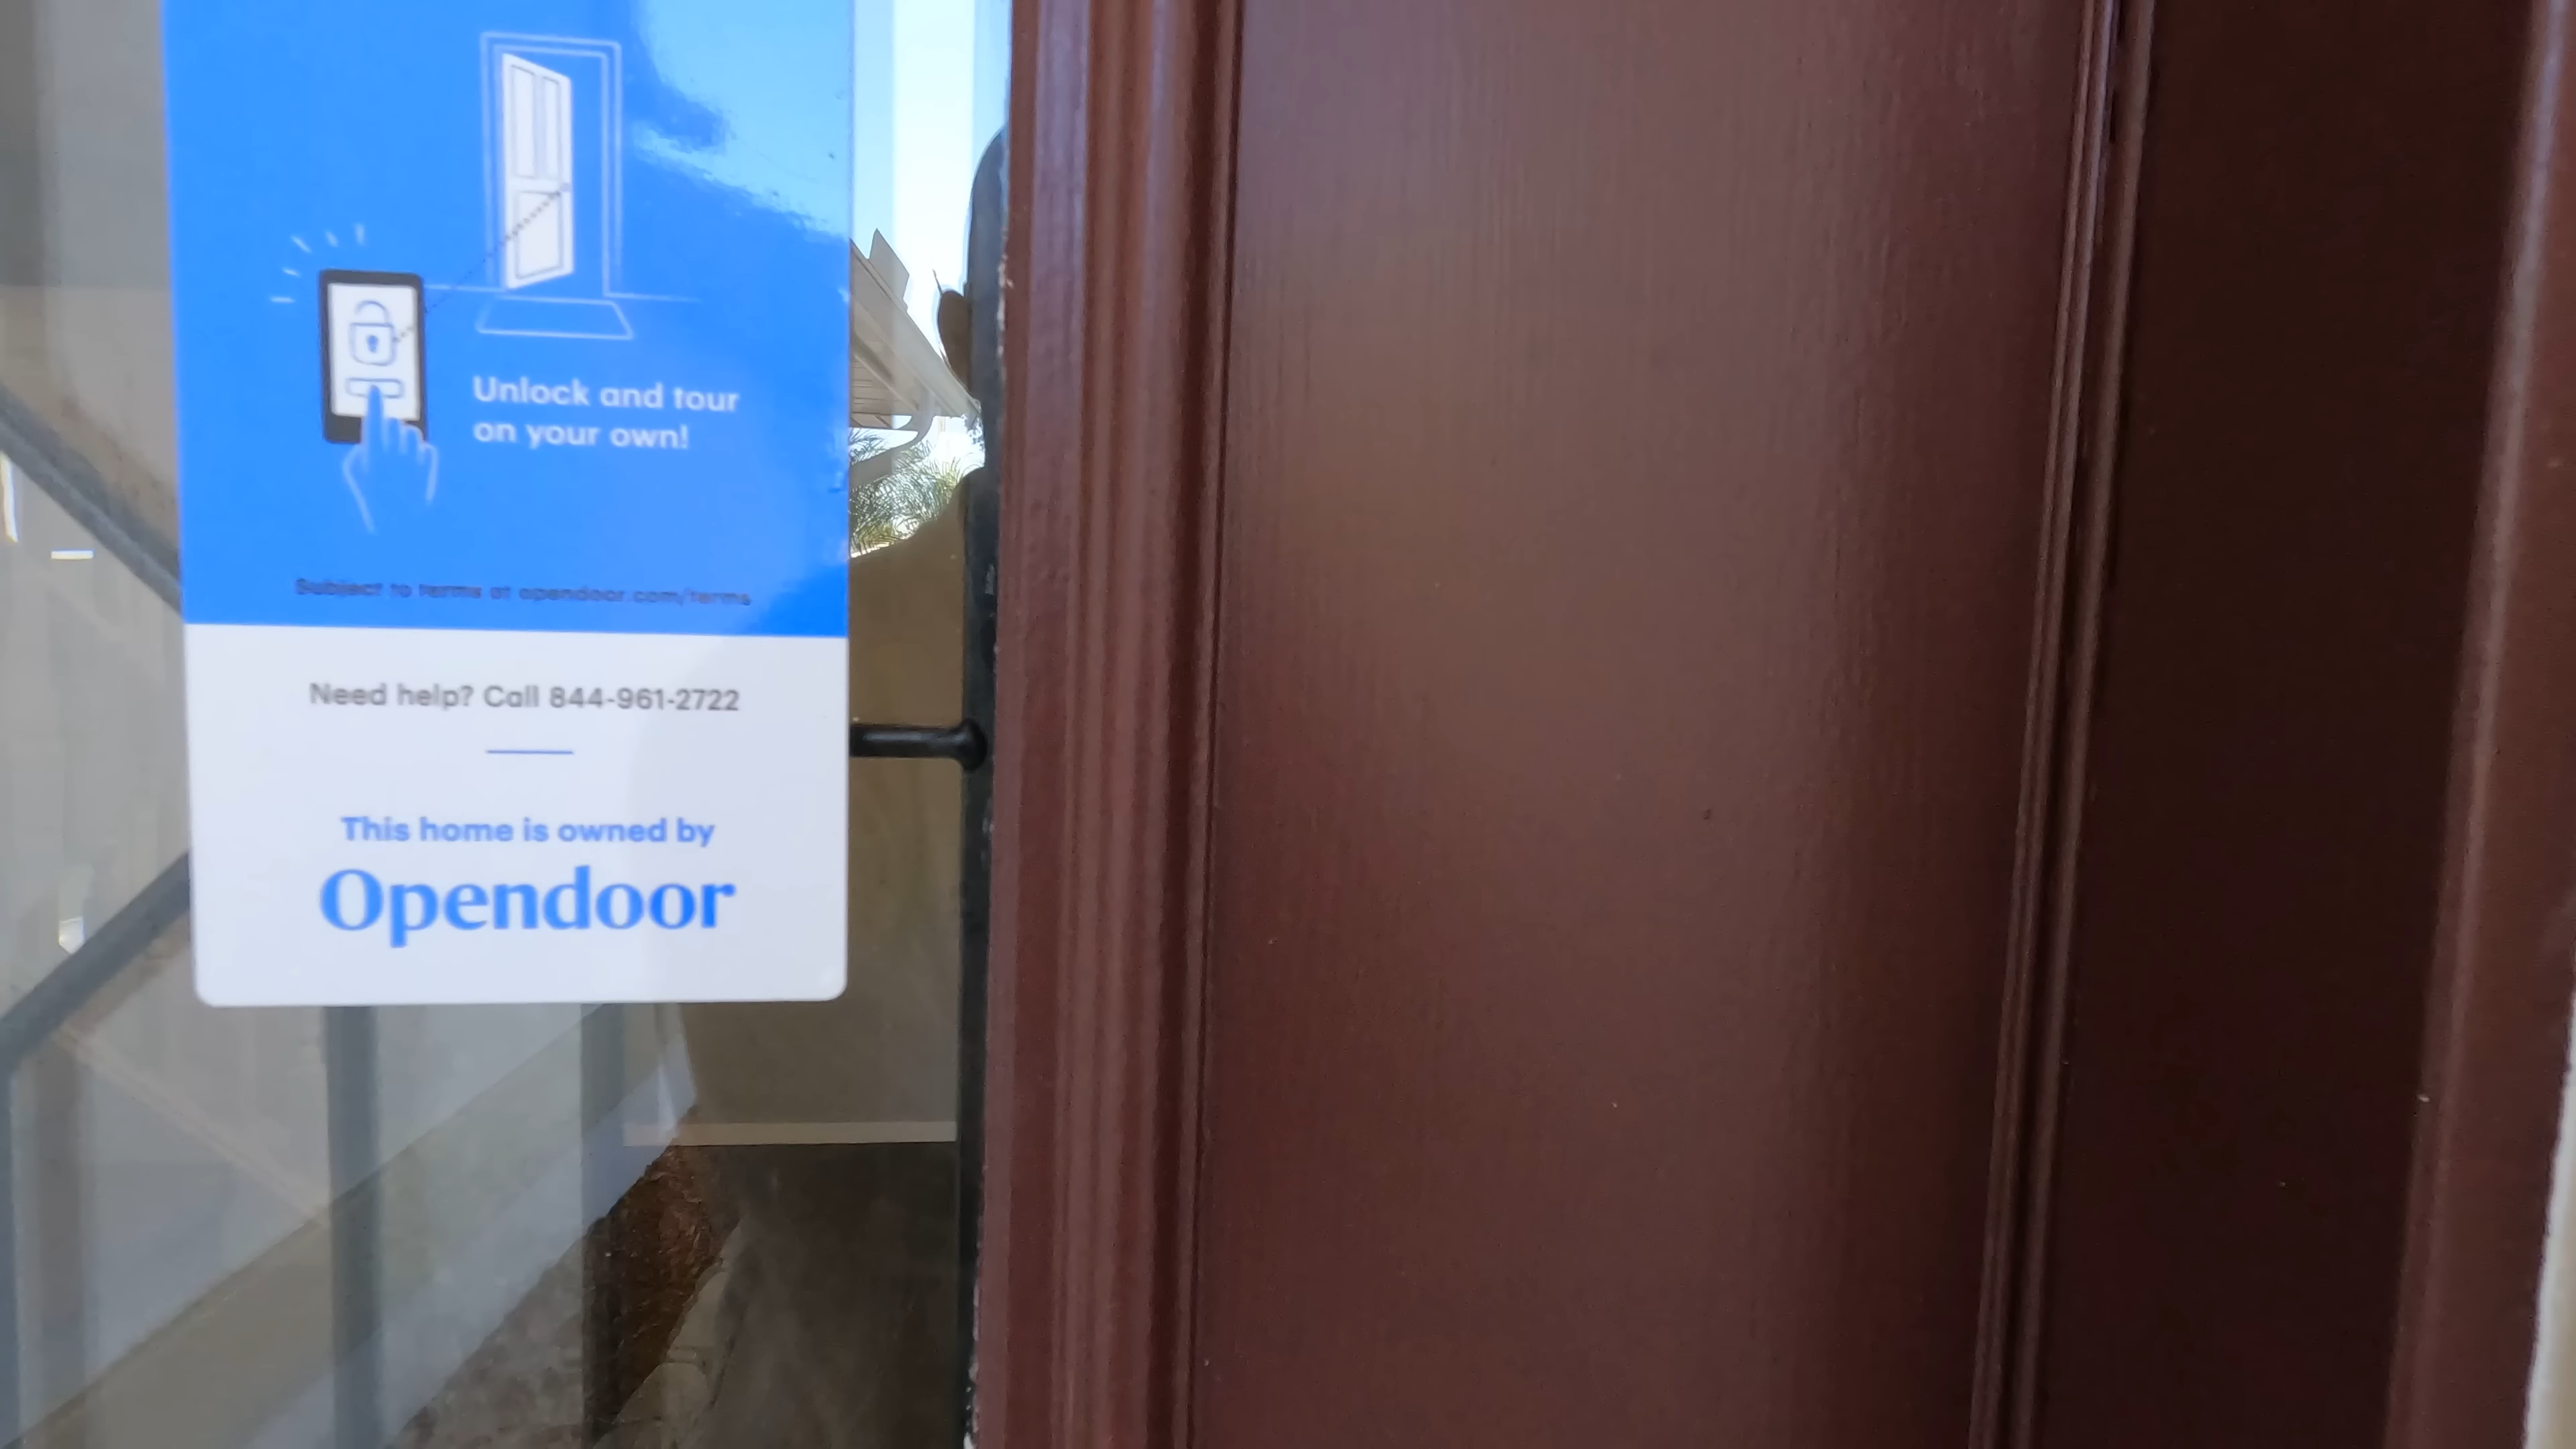 Unlock and tour
on your own!
Subject to terms at opendoor.com/terms
Need help? Call 844-961-2722
This home is owned by
Opendoor